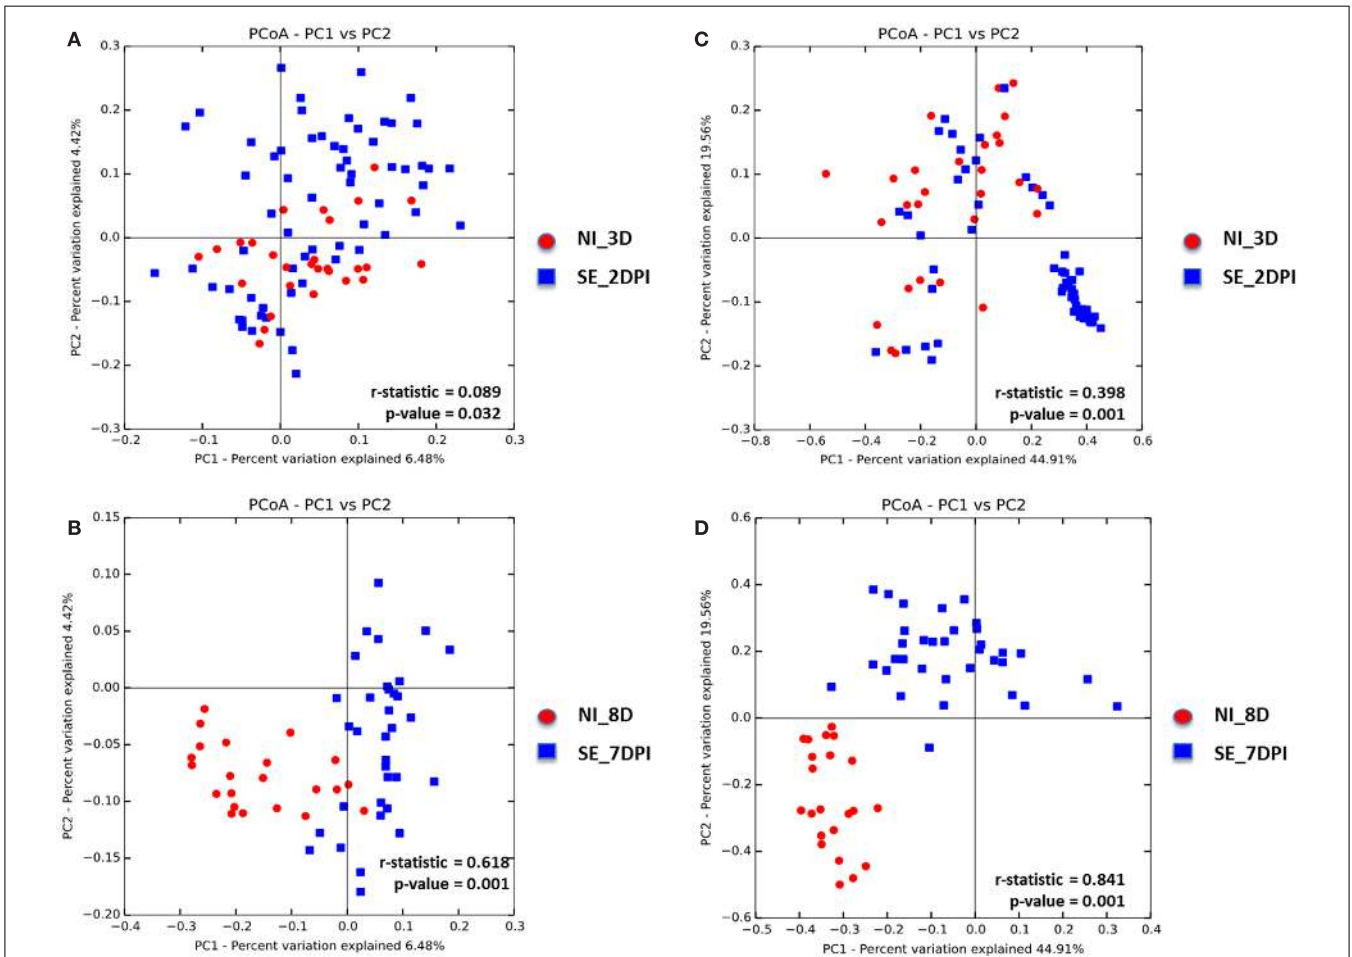 A
PCoA - PC1 vs PC2
0.3
0.2
0.1
0.0
−0.1
−0.2
−0.3
−0.2
−0.1
0.0
0.1
0.2
0.3
PC2 - Percent variation explained 4.42%
PC1 - Percent variation explained 6.48%
r-statistic = 0.089
p-value = 0.032
NI_3D
SE_2DPI
C
PCoA - PC1 vs PC2
0.3
0.2
0.1
0.0
−0.1
−0.2
−0.3
−0.8
−0.6
−0.4
−0.2
0.0
0.2
0.4
0.6
PC2 - Percent variation explained 19.56%
PC1 - Percent variation explained 44.91%
r-statistic = 0.398
p-value = 0.001
NI_3D
SE_2DPI
B
PCoA - PC1 vs PC2
0.15
0.10
0.05
0.00
−0.05
−0.10
−0.15
−0.20
−0.4
−0.3
−0.2
−0.1
0.0
0.1
0.2
0.3
PC2 - Percent variation explained 4.42%
PC1 - Percent variation explained 6.48%
r-statistic = 0.618
p-value = 0.001
NI_8D
SE_7DPI
D
PCoA - PC1 vs PC2
0.6
0.4
0.2
0.0
−0.2
−0.4
−0.6
−0.5
−0.4
−0.3
−0.2
−0.1
0.0
0.1
0.2
0.3
0.4
PC2 - Percent variation explained 19.56%
PC1 - Percent variation explained 44.91%
r-statistic = 0.841
p-value = 0.001
NI_8D
SE_7DPI